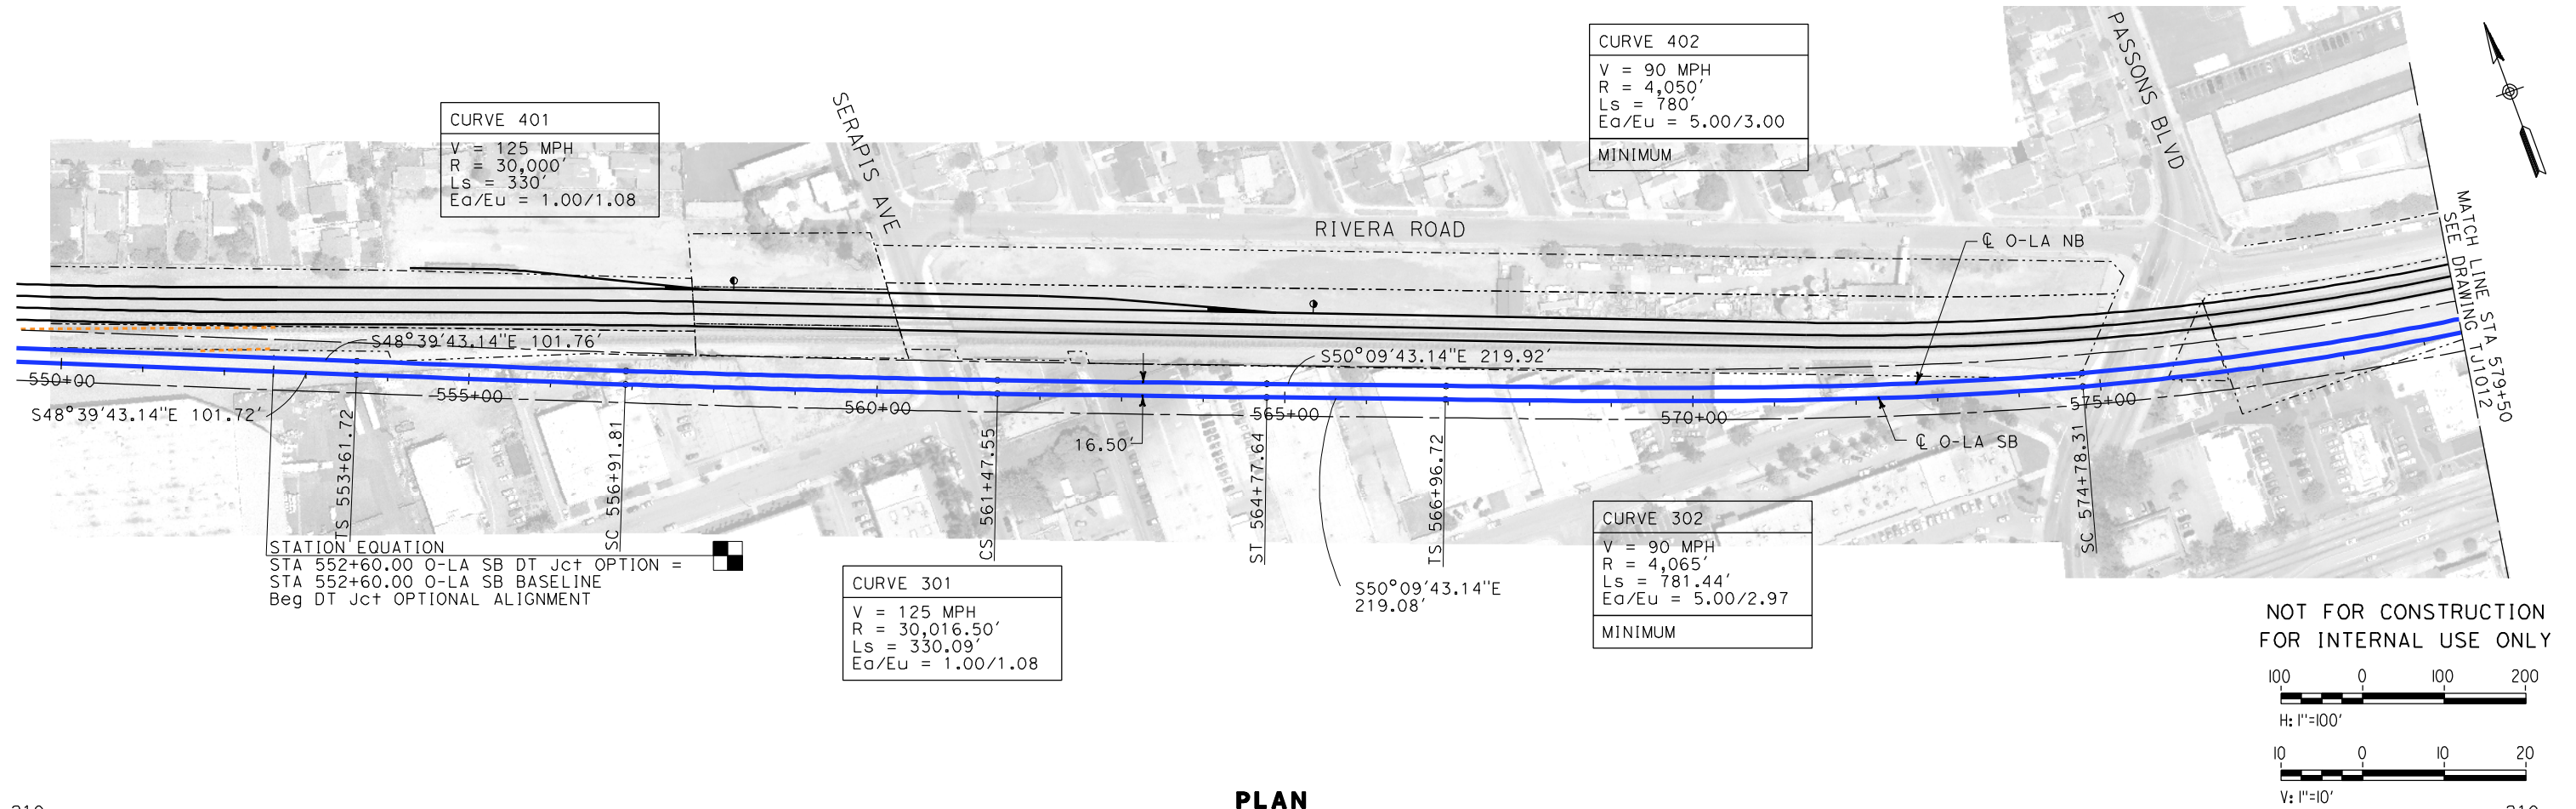 CURVE 401
V = 125 MPH
R = 30,000'
Ls = 330'
Ea/Eu = 1.00/1.08
CURVE 402
V = 90 MPH
R = 4,050'
Ls = 780'
Ea/Eu = 5.00/3.00
MINIMUM
SERAPIS AVE
PASSONS BLVD
RIVERA ROAD
℄ O-LA NB
MATCH LINE STA 579+50
SEE DRAWING TJ1012
S48°39'43.14"E 101.76'
S50°09'43.14"E 219.92'
550+00
555+00
560+00
565+00
570+00
575+00
S48°39'43.14"E 101.72'
16.50'
℄ O-LA SB
TS 553+61.72
SC 556+91.81
CS 561+47.55
ST 564+77.64
TS 566+96.72
SC 574+78.31
STATION EQUATION
STA 552+60.00 O-LA SB DT Jct OPTION =
STA 552+60.00 O-LA SB BASELINE
Beg DT Jct OPTIONAL ALIGNMENT
CURVE 301
V = 125 MPH
R = 30,016.50'
Ls = 330.09'
Ea/Eu = 1.00/1.08
S50°09'43.14"E
219.08'
CURVE 302
V = 90 MPH
R = 4,065'
Ls = 781.44'
Ea/Eu = 5.00/2.97
MINIMUM
NOT FOR CONSTRUCTION
FOR INTERNAL USE ONLY
100 0 100 200
H: 1"=100'
10 0 10 20
V: 1"=10'
PLAN